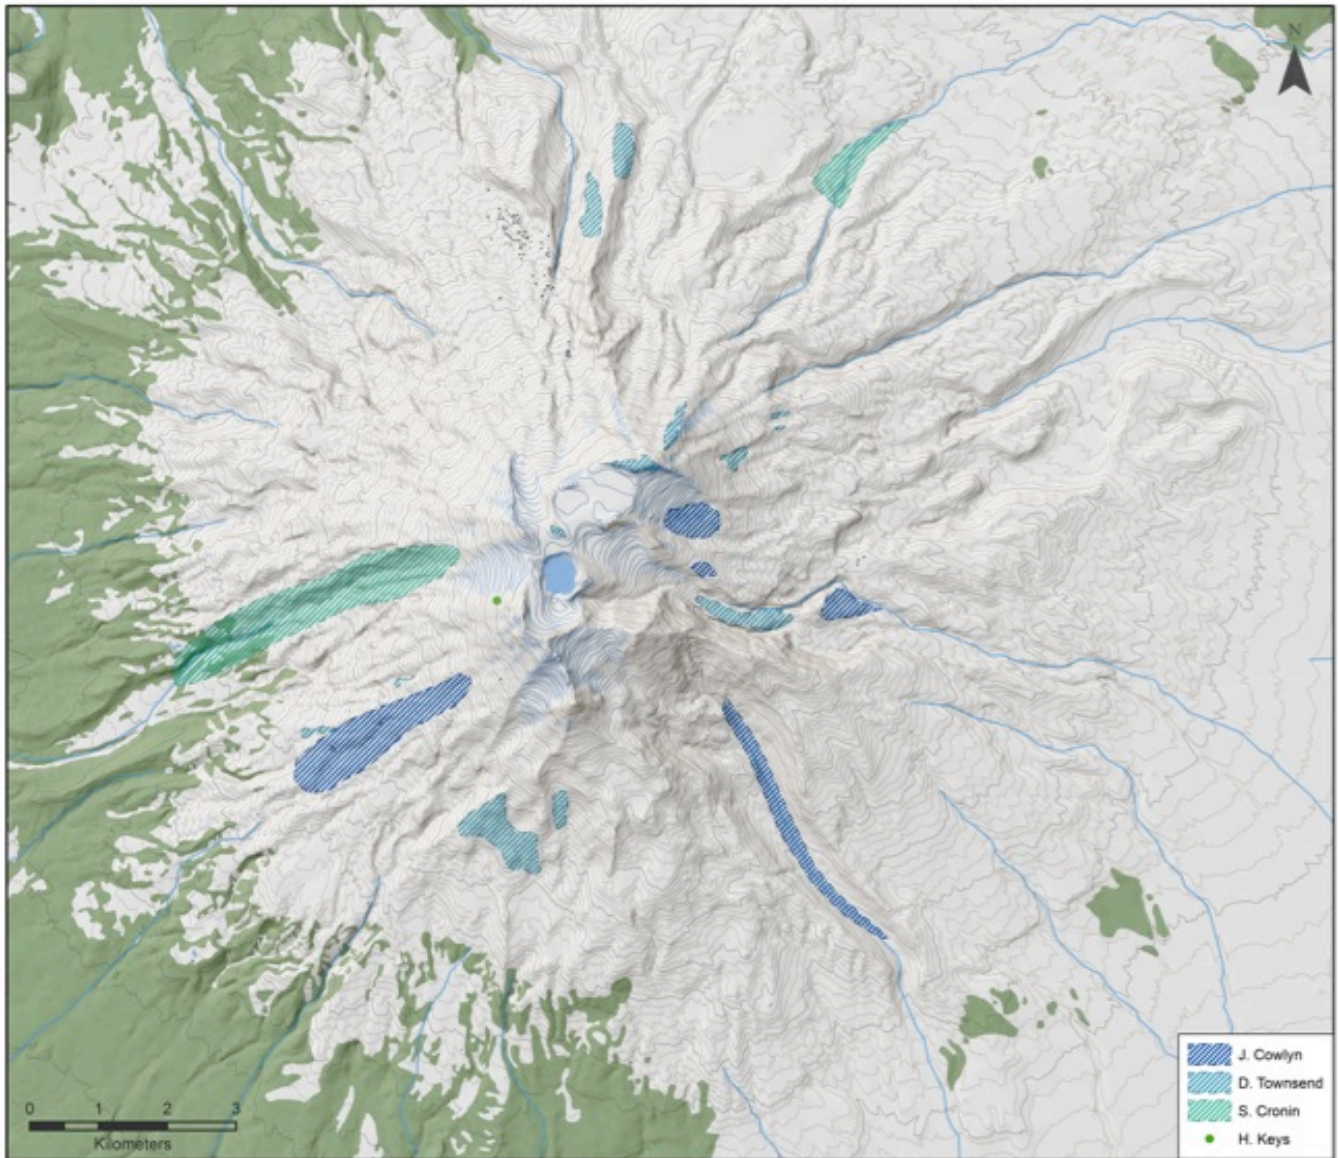 N
J. Cowlyn
D. Townsend
S. Cronin
H. Keys
0 1 2 3
Kilometers